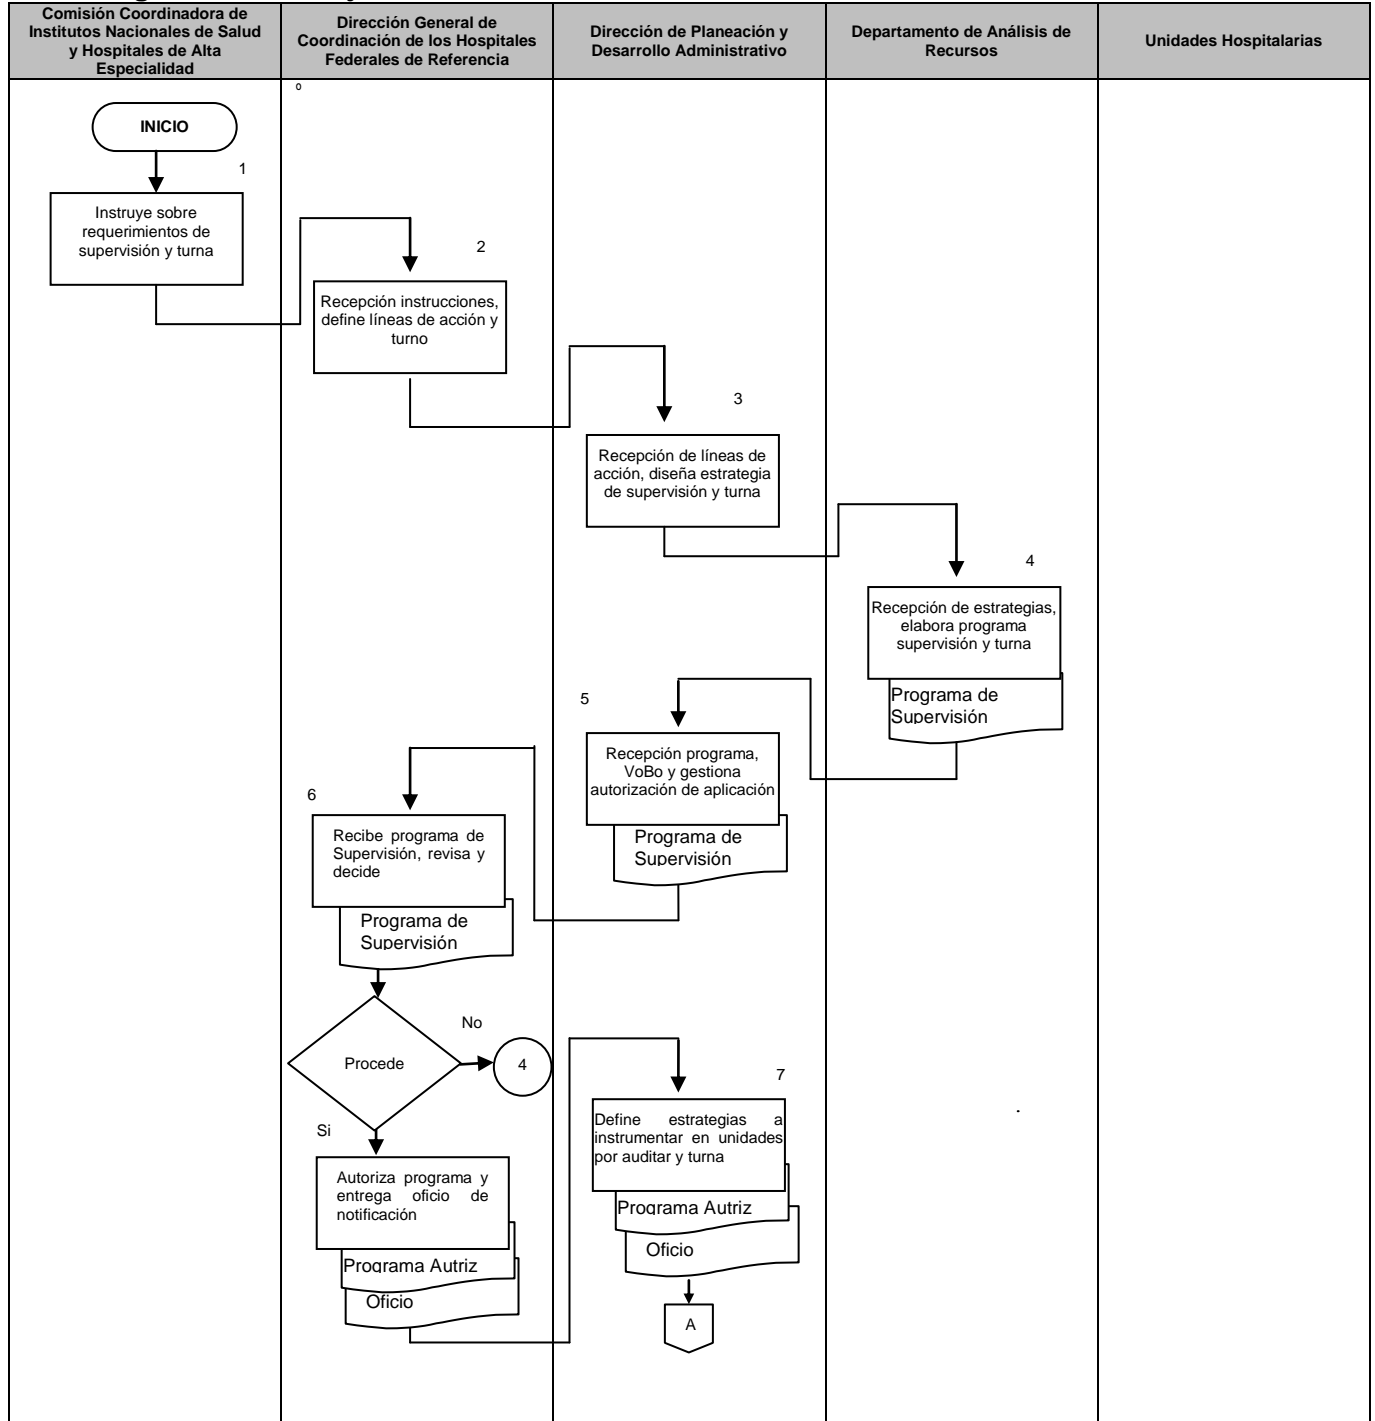 Comisión Coordinadora de
Institutos Nacionales de Salud
y Hospitales de Alta
Especialidad
Dirección General de
Coordinación de los Hospitales
Federales de Referencia
Dirección de Planeación y
Desarrollo Administrativo
Departamento de Análisis de
Recursos
Unidades Hospitalarias
º
INICIO
1
Instruye sobre
requerimientos de
supervisión y turna
2
Recepción instrucciones,
define líneas de acción y
turno
3
Recepción de líneas de
acción, diseña estrategia
de supervisión y turna
4
Recepción de estrategias,
elabora programa
supervisión y turna
Programa de
Supervisión
5
Recepción programa,
VoBo y gestiona
autorización de aplicación
Programa de
Supervisión
6
Recibe programa de
Supervisión, revisa y
decide
Programa de
Supervisión
Procede
No
4
Si
Autoriza programa y
entrega oficio de
notificación
Programa Autriz
Oficio
7
Define estrategias a
instrumentar en unidades
por auditar y turna
Programa Autriz
Oficio
A
.